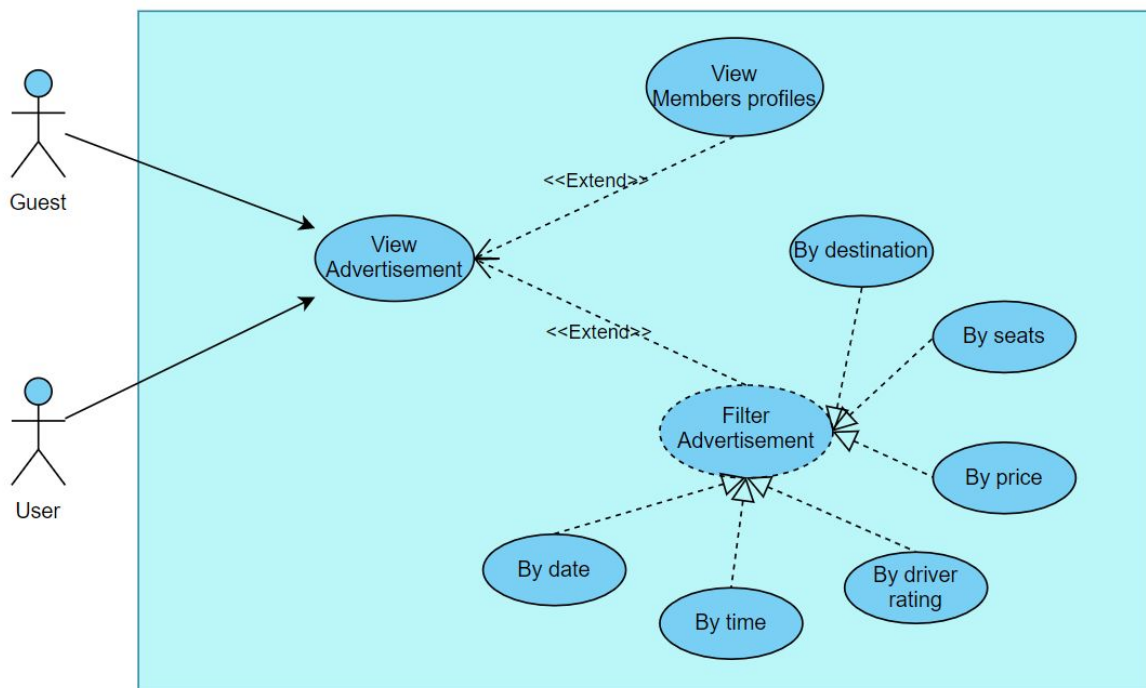 View
Members profiles
Guest
<<Extend>>
View
Advertisement
By destination
<<Extend>>
By seats
Filter
Advertisement
By price
User
By date
By driver
rating
By time